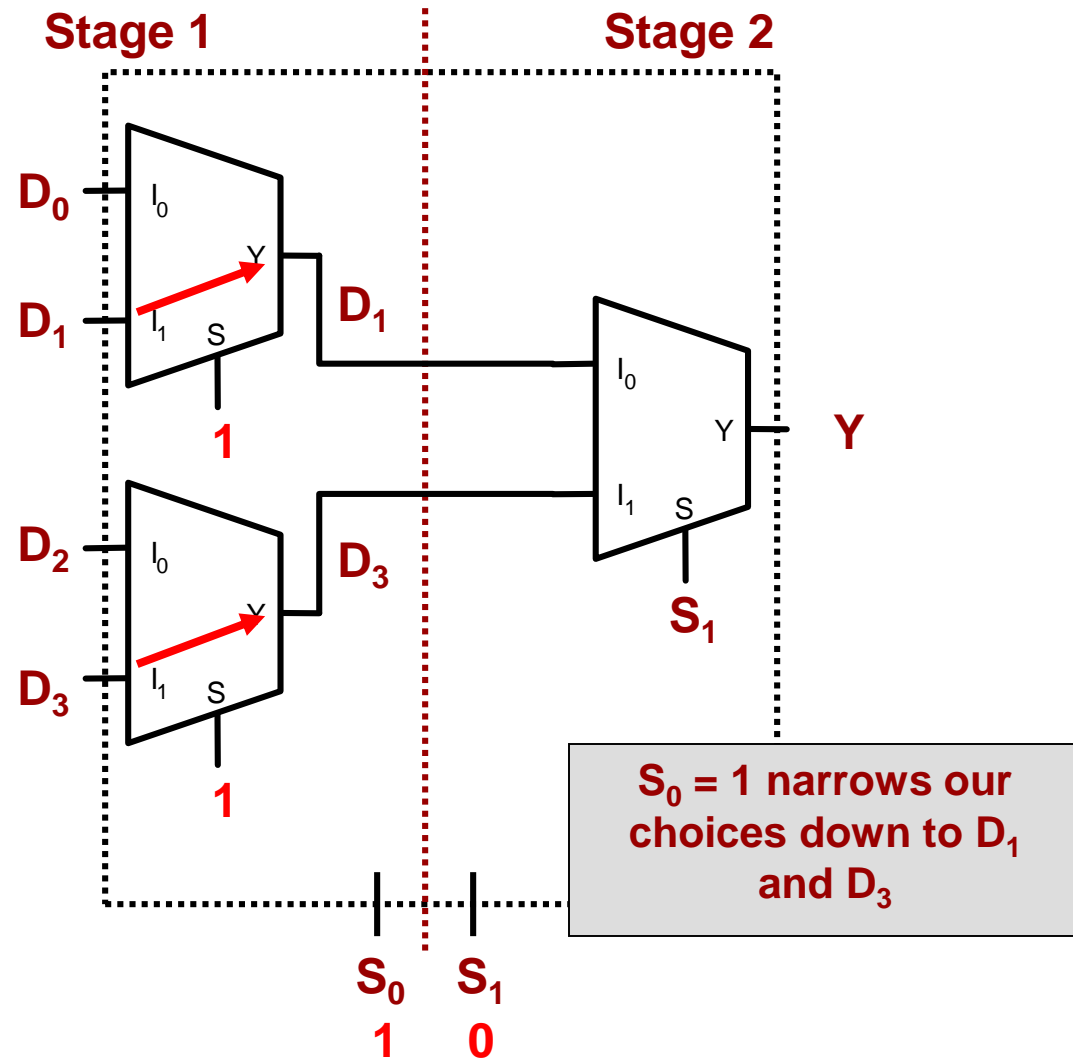 Stage 1
Stage 2
D₀
I₀
Y
D₁
I₁
S
D₁
1
I₀
Y
Y
I₁
S
S₁
D₂
I₀
D₃
Y
D₃
I₁
S
1
S₀ = 1 narrows our
choices down to D₁
and D₃
S₀ S₁
1 0